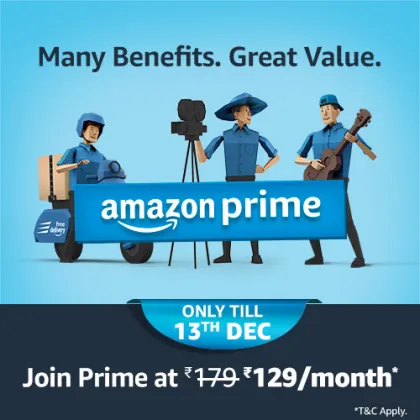 Many Benefits. Great Value.
free
delivery
amazon prime
ONLY TILL
13TH DEC
Join Prime at ₹179 ₹129/month*
*T&C Apply.